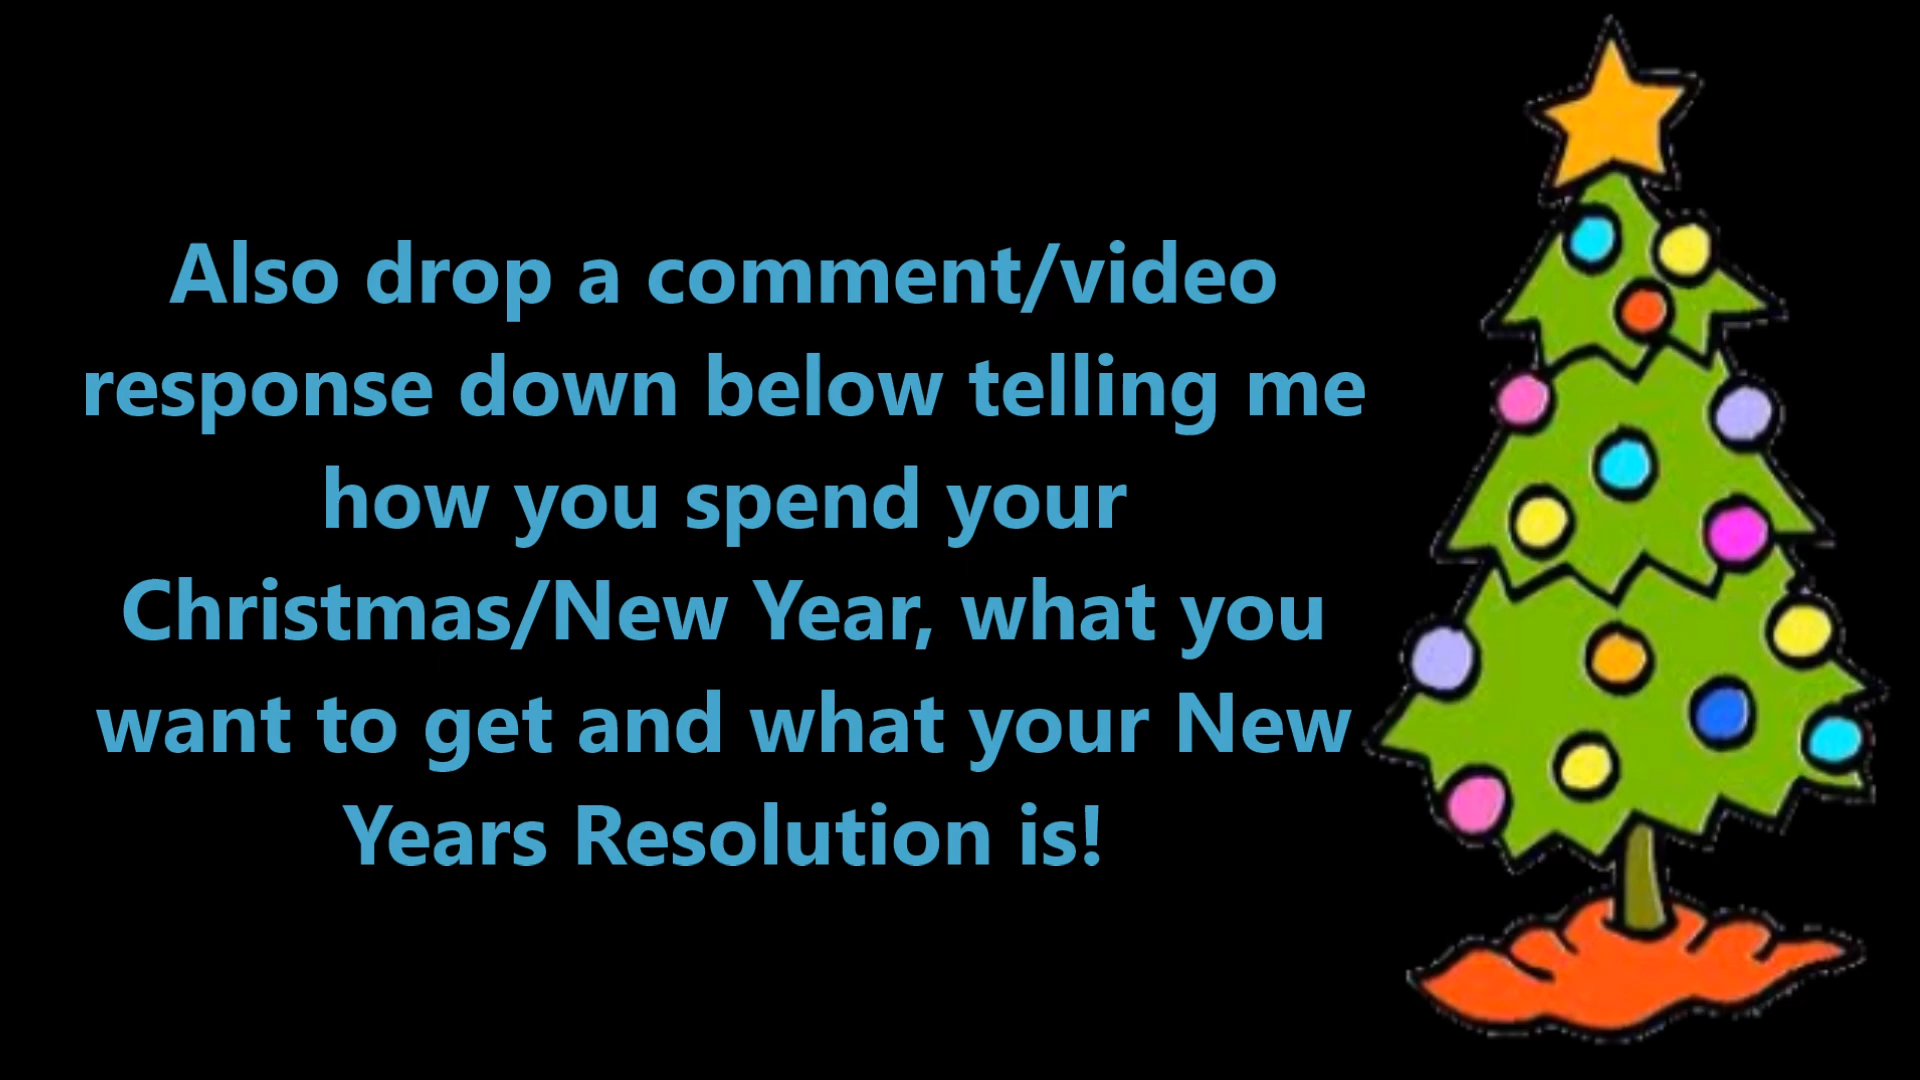 Also drop a comment/video
response down below telling me
how you spend your
Christmas/New Year, what you
want to get and what your New
Years Resolution is!